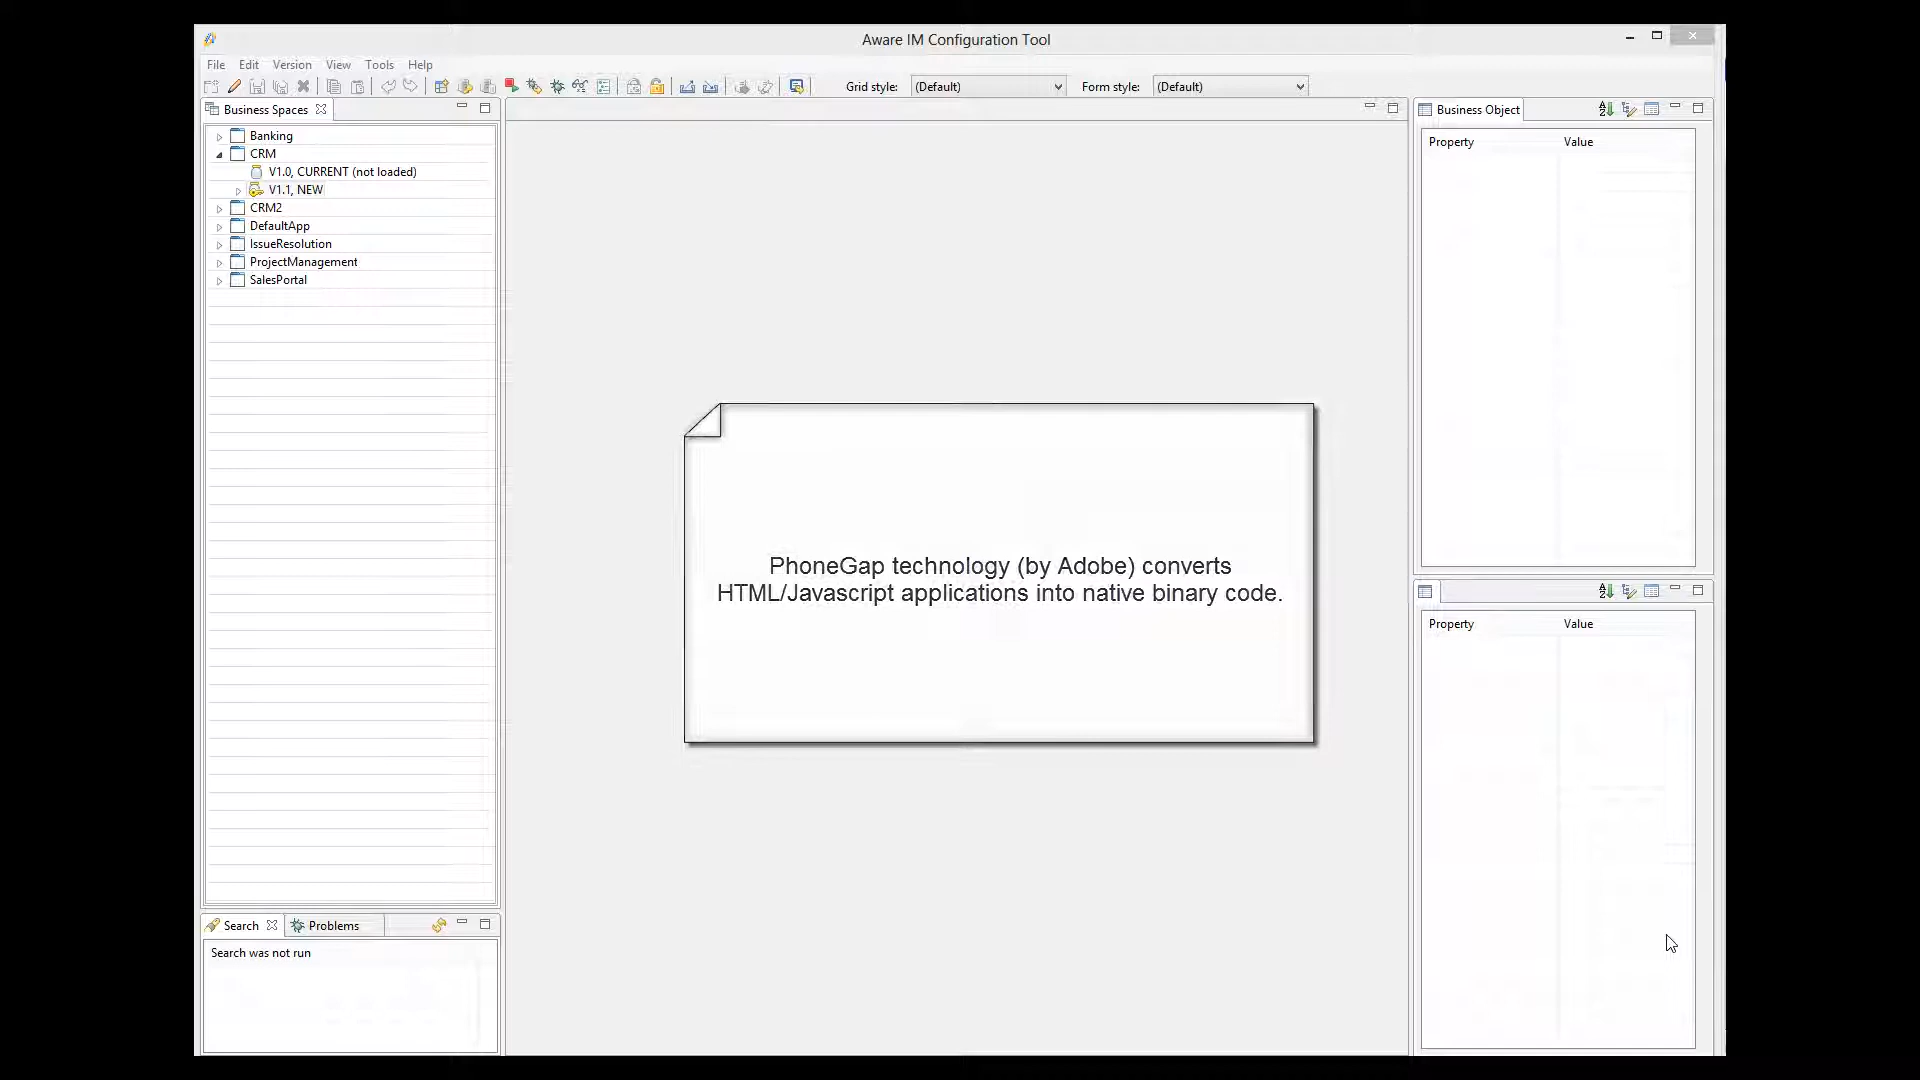 Aware IM Configuration Tool
File Edit Version View Tools Help
Grid style: (Default) Form style: (Default)
Business Spaces
Banking
CRM
V1.0, CURRENT (not loaded)
V1.1, NEW
CRM2
DefaultApp
IssueResolution
ProjectManagement
SalesPortal
PhoneGap technology (by Adobe) converts
HTML/Javascript applications into native binary code.
Business Object
Property Value
Property Value
Search Problems
Search was not run